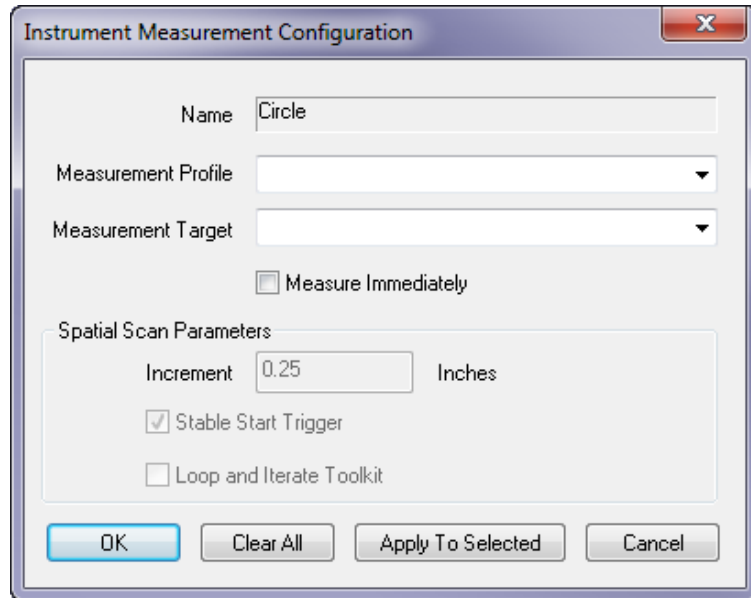 Instrument Measurement Configuration
Name Circle
Measurement Profile
Measurement Target
Measure Immediately
Spatial Scan Parameters
Increment 0.25 Inches
Stable Start Trigger
Loop and Iterate Toolkit
OK Clear All Apply To Selected Cancel